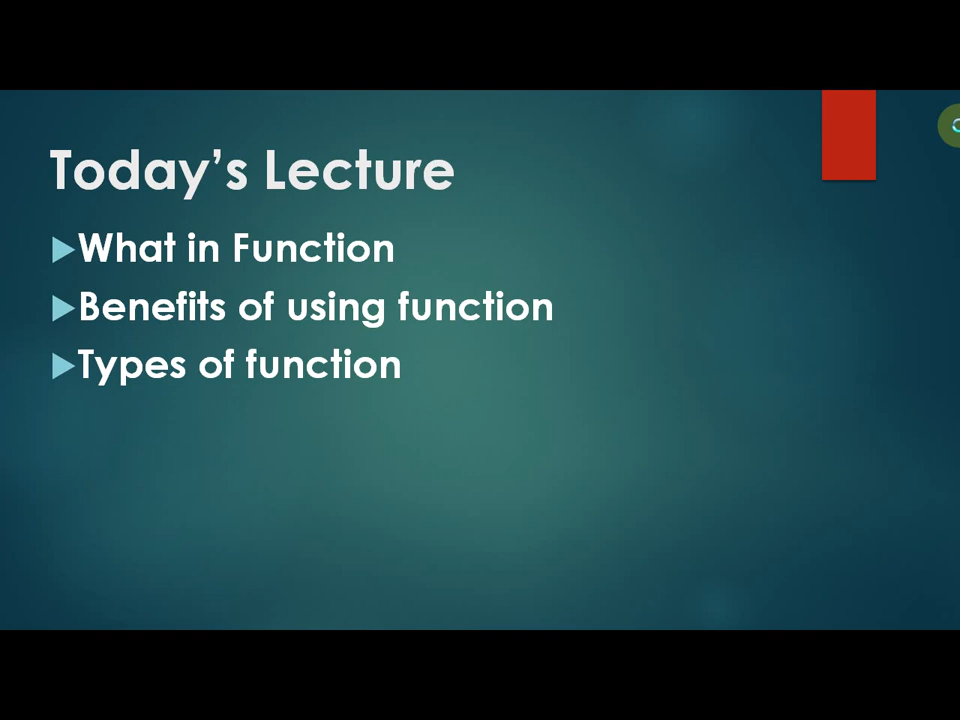 Today's Lecture
What in Function
Benefits of using function
Types of function